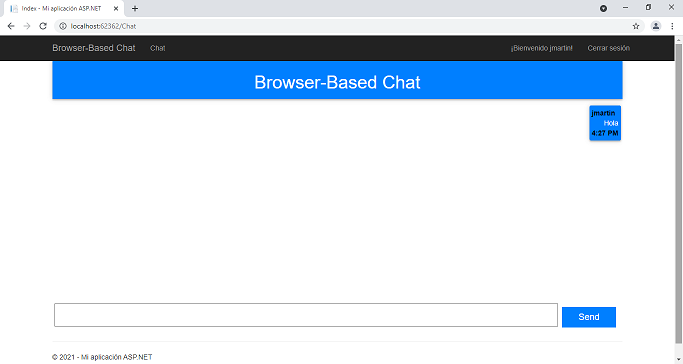 Index - Mi aplicación ASP.NET
localhost:62362/Chat
Browser-Based Chat Chat ¡Bienvenido jmartin! Cerrar sesión
Browser-Based Chat
jmartin
Hola
4:27 PM
Send
© 2021 - Mi aplicación ASP.NET